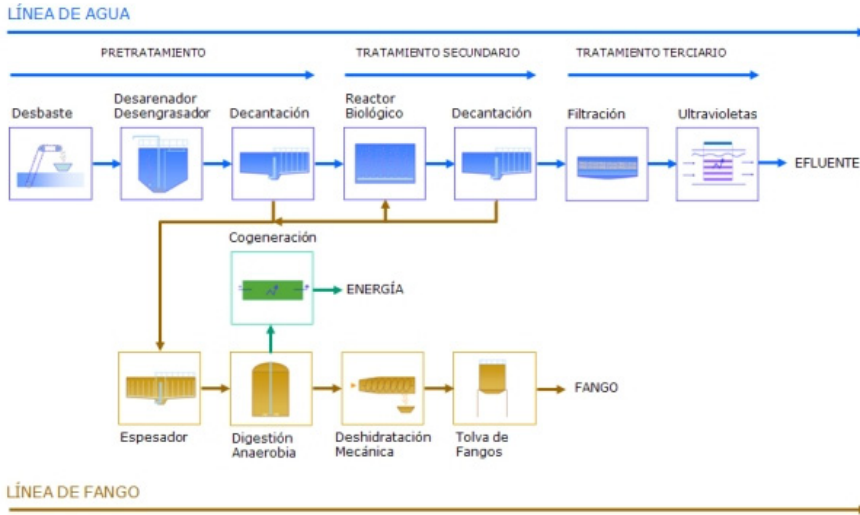 LÍNEA DE AGUA
PRETRATAMIENTO
TRATAMIENTO SECUNDARIO
TRATAMIENTO TERCIARIO
Desbaste
Desarenador
Desengrasador
Decantación
Reactor
Biológico
Decantación
Filtración
Ultravioletas
EFLUENTE
Cogeneración
ENERGÍA
FANGO
Espesador
Digestión
Anaerobia
Deshidratación
Mecánica
Tolva de
Fangos
LÍNEA DE FANGO